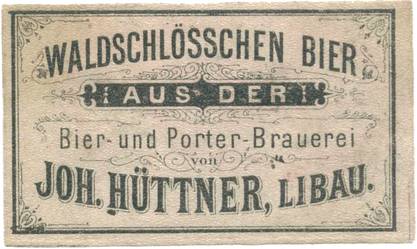 WALDSCHLÖSSCHEN BIER
AUS DER
Bier- und Porter-Brauerei
von
JOH. HÜTTNER, LIBAU.